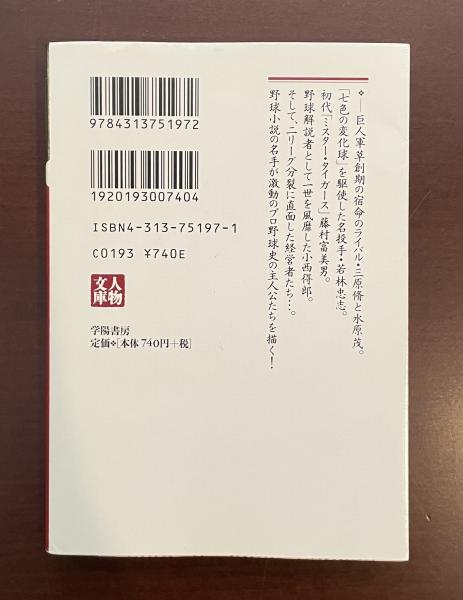 ❖──巨人軍草創期の宿命のライバル・三原脩と水原茂。
「七色の変化球」を駆使した名投手・若林忠志。
初代「ミスター・タイガース」藤村富美男。
野球解説者として一世を風靡した小西得郎。
そして、二リーグ分裂に直面した経営者たち…。
野球小説の名手が激動のプロ野球史の主人公たちを描く!
9784313751972
1920193007404
ISBN4-313-75197-1
C0193 ¥740E
人物文庫
学陽書房
定価❖[本体740円+税]